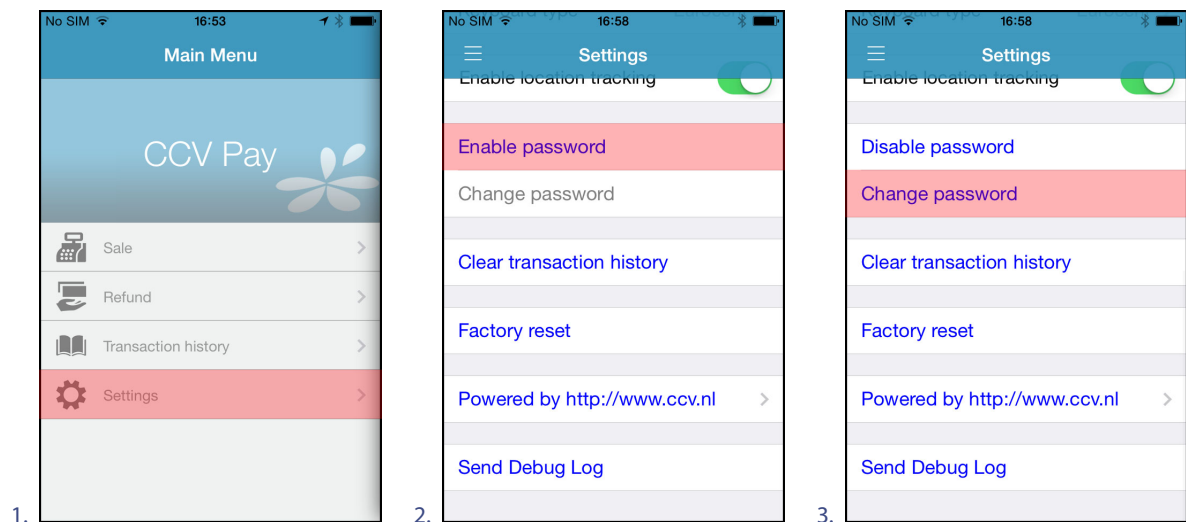 No SIM 16:53
Main Menu
CCV Pay
Sale
Refund
Transaction history
Settings
1.
No SIM 16:58
Settings
Enable location tracking
Enable password
Change password
Clear transaction history
Factory reset
Powered by http://www.ccv.nl
Send Debug Log
2.
No SIM 16:58
Settings
Enable location tracking
Disable password
Change password
Clear transaction history
Factory reset
Powered by http://www.ccv.nl
Send Debug Log
3.